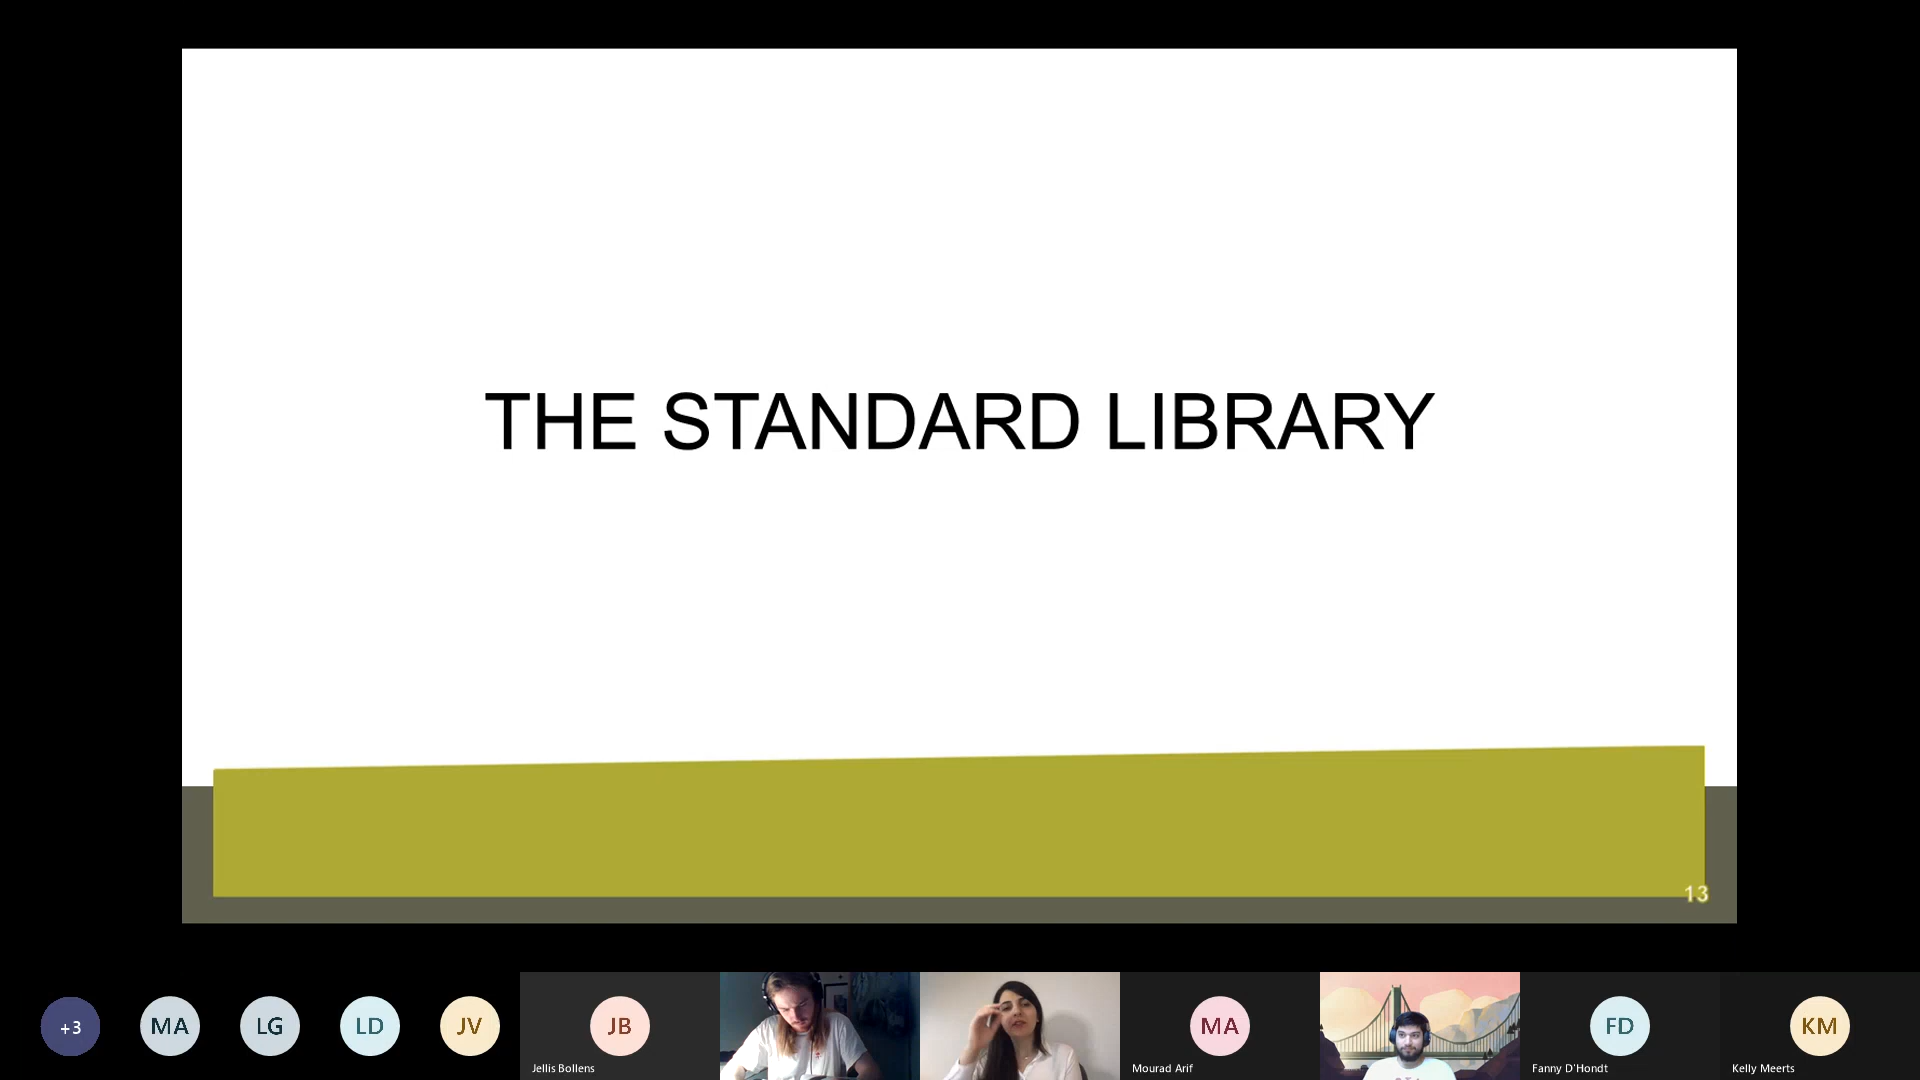 THE STANDARD LIBRARY
13
+3
MA
LG
LD
JV
JB
Jellis Bollens
MA
Mourad Arif
FD
Fanny D'Hondt
KM
Kelly Meerts